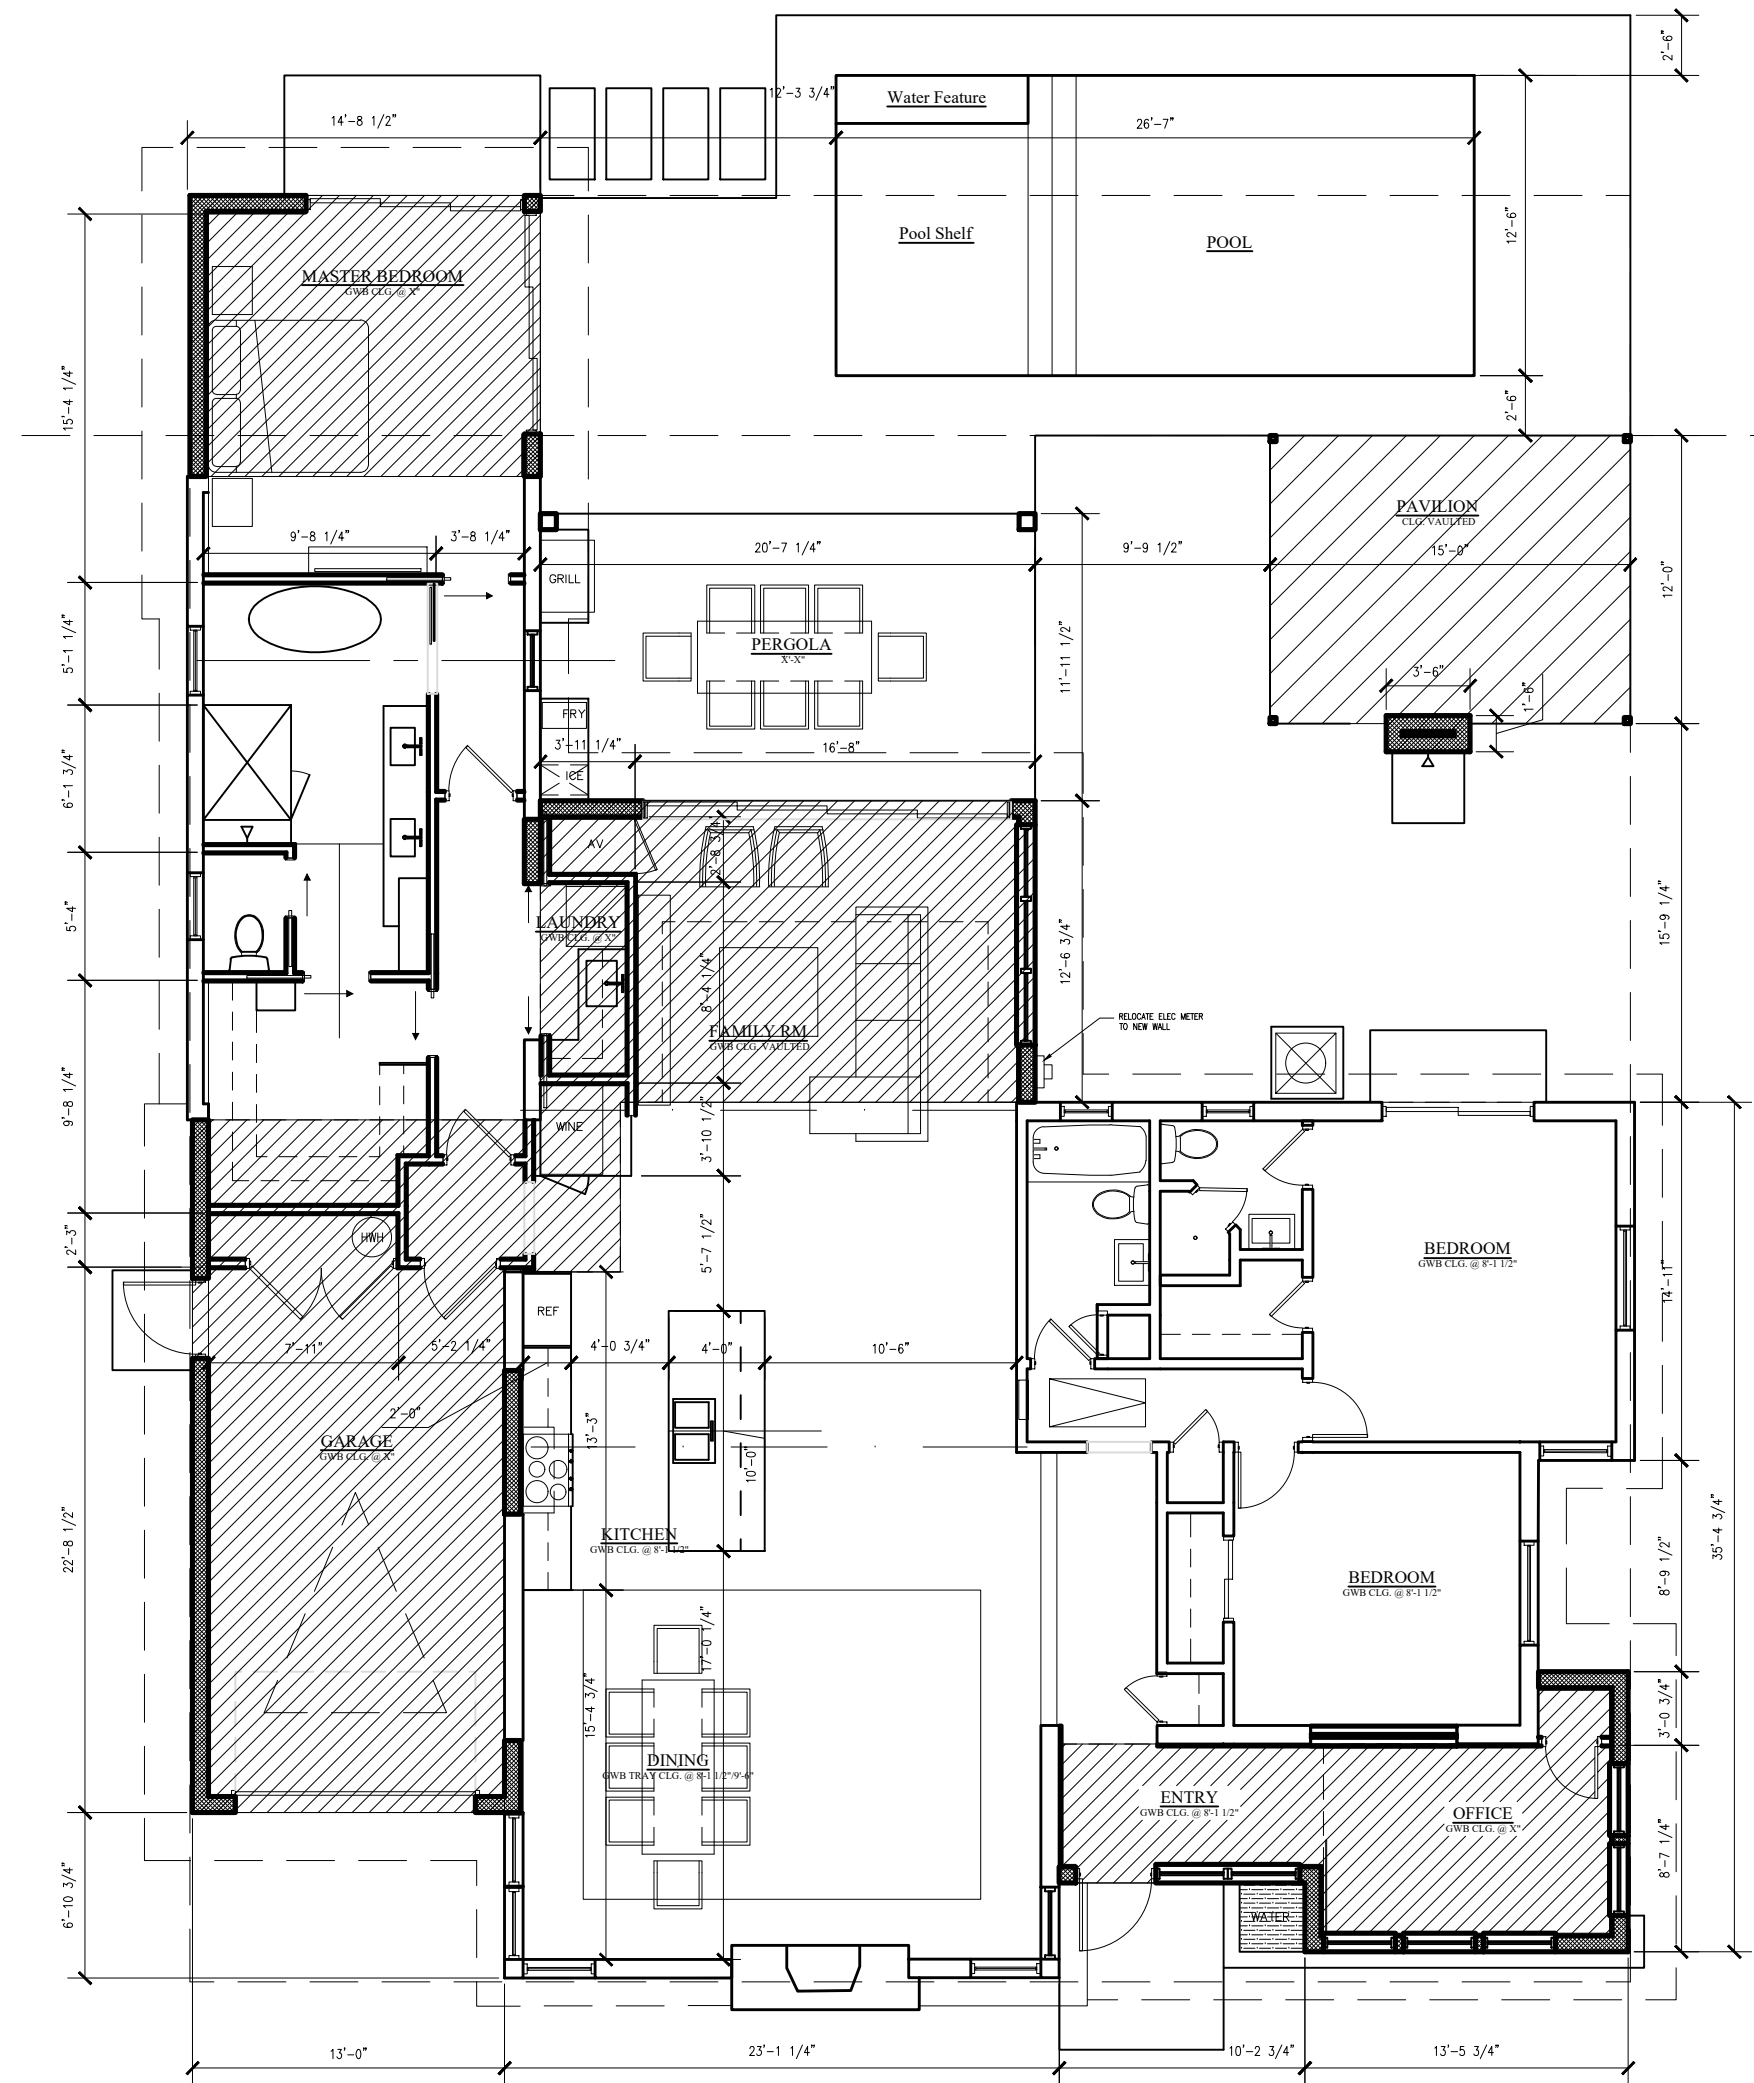 2'-6"
12'-3 3/4"
Water Feature
14'-8 1/2"
26'-7"
12'-6"
Pool Shelf
POOL
MASTER BEDROOM
GWB CLG. @ X"
15'-4 1/4"
2'-6"
PAVILION
CLG. VAULTED
9'-8 1/4"
3'-8 1/4"
20'-7 1/4"
9'-9 1/2"
15'-0"
GRILL
12'-0"
5'-1 1/4"
PERGOLA
X'-X"
11'-11 1/2"
3'-6"
1'-6"
FRY
3'-11 1/4"
16'-8"
ICE
6'-1 3/4"
AV
2'-8 3/4"
5'-4"
LAUNDRY
GWB CLG. @ X"
12'-6 3/4"
15'-9 1/4"
8'-4 1/4"
RELOCATE ELEC METER
TO NEW WALL
FAMILY RM
GWB CLG. VAULTED
9'-8 1/4"
WINE
3'-10 1/2"
2'-3"
HWH
5'-7 1/2"
BEDROOM
GWB CLG. @ 8'-1 1/2"
14'-11"
REF
7'-11"
5'-2 1/4"
4'-0 3/4"
4'-0"
10'-6"
2'-0"
GARAGE
GWB CLG. @ X"
13'-3"
10'-0"
22'-8 1/2"
KITCHEN
GWB CLG. @ 8'-1 1/2"
35'-4 3/4"
8'-9 1/2"
BEDROOM
GWB CLG. @ 8'-1 1/2"
17'-0 1/4"
15'-4 3/4"
3'-0 3/4"
DINING
GWB TRAY CLG. @ 8'-1 1/2"/9'-6"
ENTRY
GWB CLG. @ 8'-1 1/2"
OFFICE
GWB CLG. @ X"
6'-10 3/4"
8'-7 1/4"
WATER
13'-0"
23'-1 1/4"
10'-2 3/4"
13'-5 3/4"